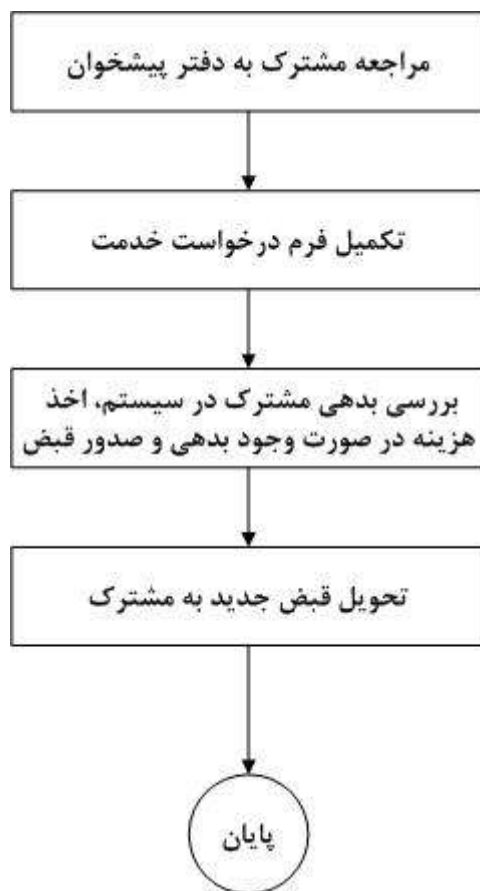 مراجعه مشترک به دفتر پیشخوان
تکمیل فرم درخواست خدمت
بررسی بدهی مشترک در سیستم، اخذ
هزینه در صورت وجود بدهی و صدور قبض
تحویل قبض جدید به مشترک
پایان